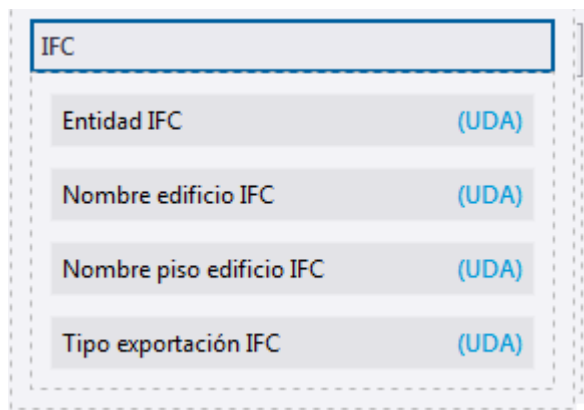 IFC
Entidad IFC (UDA)
Nombre edificio IFC (UDA)
Nombre piso edificio IFC (UDA)
Tipo exportación IFC (UDA)